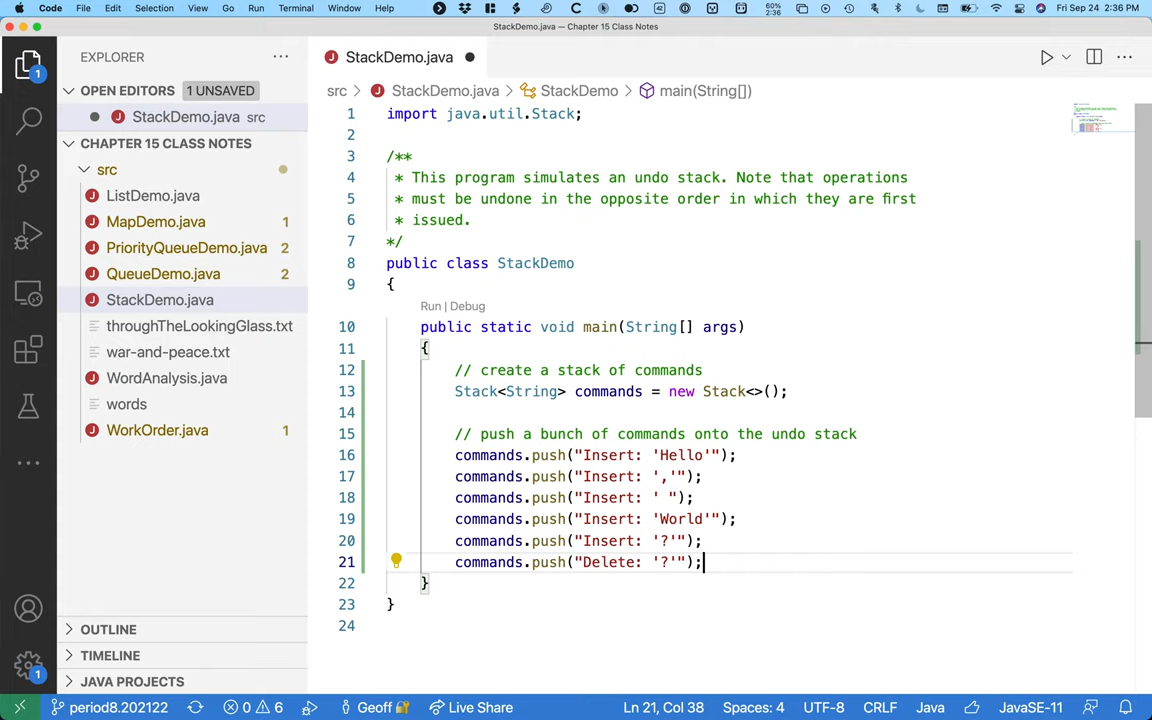 Code File Edit Selection View Go Run Terminal Window Help 60% 2:36 Fri Sep 24 2:36 PM
StackDemo.java — Chapter 15 Class Notes
EXPLORER
StackDemo.java
OPEN EDITORS 1 UNSAVED
src > StackDemo.java > StackDemo > main(String[])
StackDemo.java src
CHAPTER 15 CLASS NOTES
src
ListDemo.java
MapDemo.java 1
PriorityQueueDemo.java 2
QueueDemo.java 2
StackDemo.java
throughTheLookingGlass.txt
war-and-peace.txt
WordAnalysis.java
words
WorkOrder.java 1
OUTLINE
TIMELINE
JAVA PROJECTS
1 import java.util.Stack;
2
3 /**
4 * This program simulates an undo stack. Note that operations
5 * must be undone in the opposite order in which they are first
6 * issued.
7 */
8 public class StackDemo
9 {
Run | Debug
10 public static void main(String[] args)
11 {
12 // create a stack of commands
13 Stack<String> commands = new Stack<>();
14
15 // push a bunch of commands onto the undo stack
16 commands.push("Insert: 'Hello'");
17 commands.push("Insert: ','");
18 commands.push("Insert: ' ");
19 commands.push("Insert: 'World'");
20 commands.push("Insert: '?'");
21 commands.push("Delete: '?'");
22 }
23 }
24
1
1
period8.202122 0 6 Geoff Live Share Ln 21, Col 38 Spaces: 4 UTF-8 CRLF Java JavaSE-11